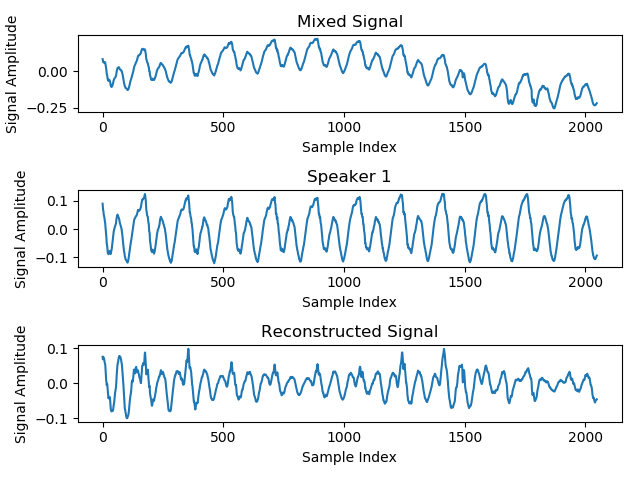 Mixed Signal
Signal Amplitude
0.00
−0.25
0
500
1000
1500
2000
Sample Index
Speaker 1
Signal Amplitude
0.1
0.0
−0.1
0
500
1000
1500
2000
Sample Index
Reconstructed Signal
Signal Amplitude
0.1
0.0
−0.1
0
500
1000
1500
2000
Sample Index